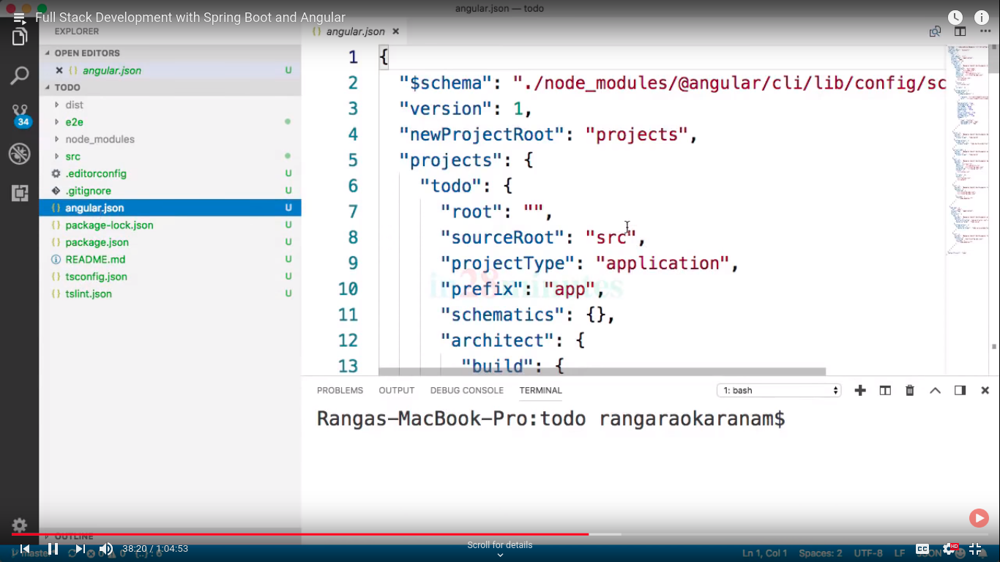 angular.json — todo
Full Stack Development with Spring Boot and Angular
EXPLORER
OPEN EDITORS
angular.json U
TODO
dist
e2e
34
node_modules
src
.editorconfig U
.gitignore U
angular.json U
package-lock.json U
package.json U
README.md U
tsconfig.json U
tslint.json U
OUTLINE
angular.json
1 {
2 "$schema": "./node_modules/@angular/cli/lib/config/sc
3 "version": 1,
4 "newProjectRoot": "projects",
5 "projects": {
6 "todo": {
7 "root": "",
8 "sourceRoot": "src",
9 "projectType": "application",
10 "prefix": "app",
11 "schematics": {},
12 "architect": {
13 "build": {
in28minutes
PROBLEMS OUTPUT DEBUG CONSOLE TERMINAL 1: bash
Rangas-MacBook-Pro:todo rangaraokaranam$
38:20 / 1:04:53
Scroll for details
CC HD
master
Ln 1, Col 1 Spaces: 2 UTF-8 LF JSON